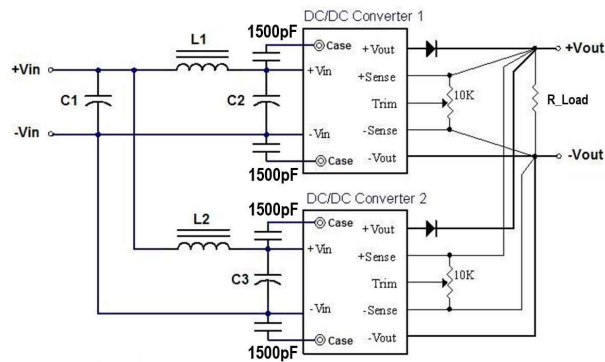 DC/DC Converter 1
1500pF
L1
Case
+Vout
+Vout
+Vin
+Vin
+Sense
C1
C2
Trim
10K
R_Load
-Vin
-Vin
-Sense
Case
-Vout
-Vout
1500pF
DC/DC Converter 2
1500pF
L2
Case
+Vout
+Vin
+Sense
C3
Trim
10K
-Vin
-Sense
Case
-Vout
1500pF